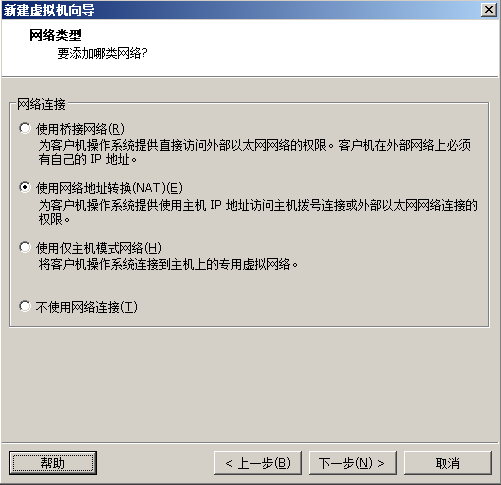 新建虚拟机向导
网络类型
要添加哪类网络?
网络连接
使用桥接网络(R)
为客户机操作系统提供直接访问外部以太网网络的权限。客户机在外部网络上必须
有自己的 IP 地址。
使用网络地址转换(NAT)(E)
为客户机操作系统提供使用主机 IP 地址访问主机拨号连接或外部以太网网络连接的
权限。
使用仅主机模式网络(H)
将客户机操作系统连接到主机上的专用虚拟网络。
不使用网络连接(T)
帮助
< 上一步(B)
下一步(N) >
取消